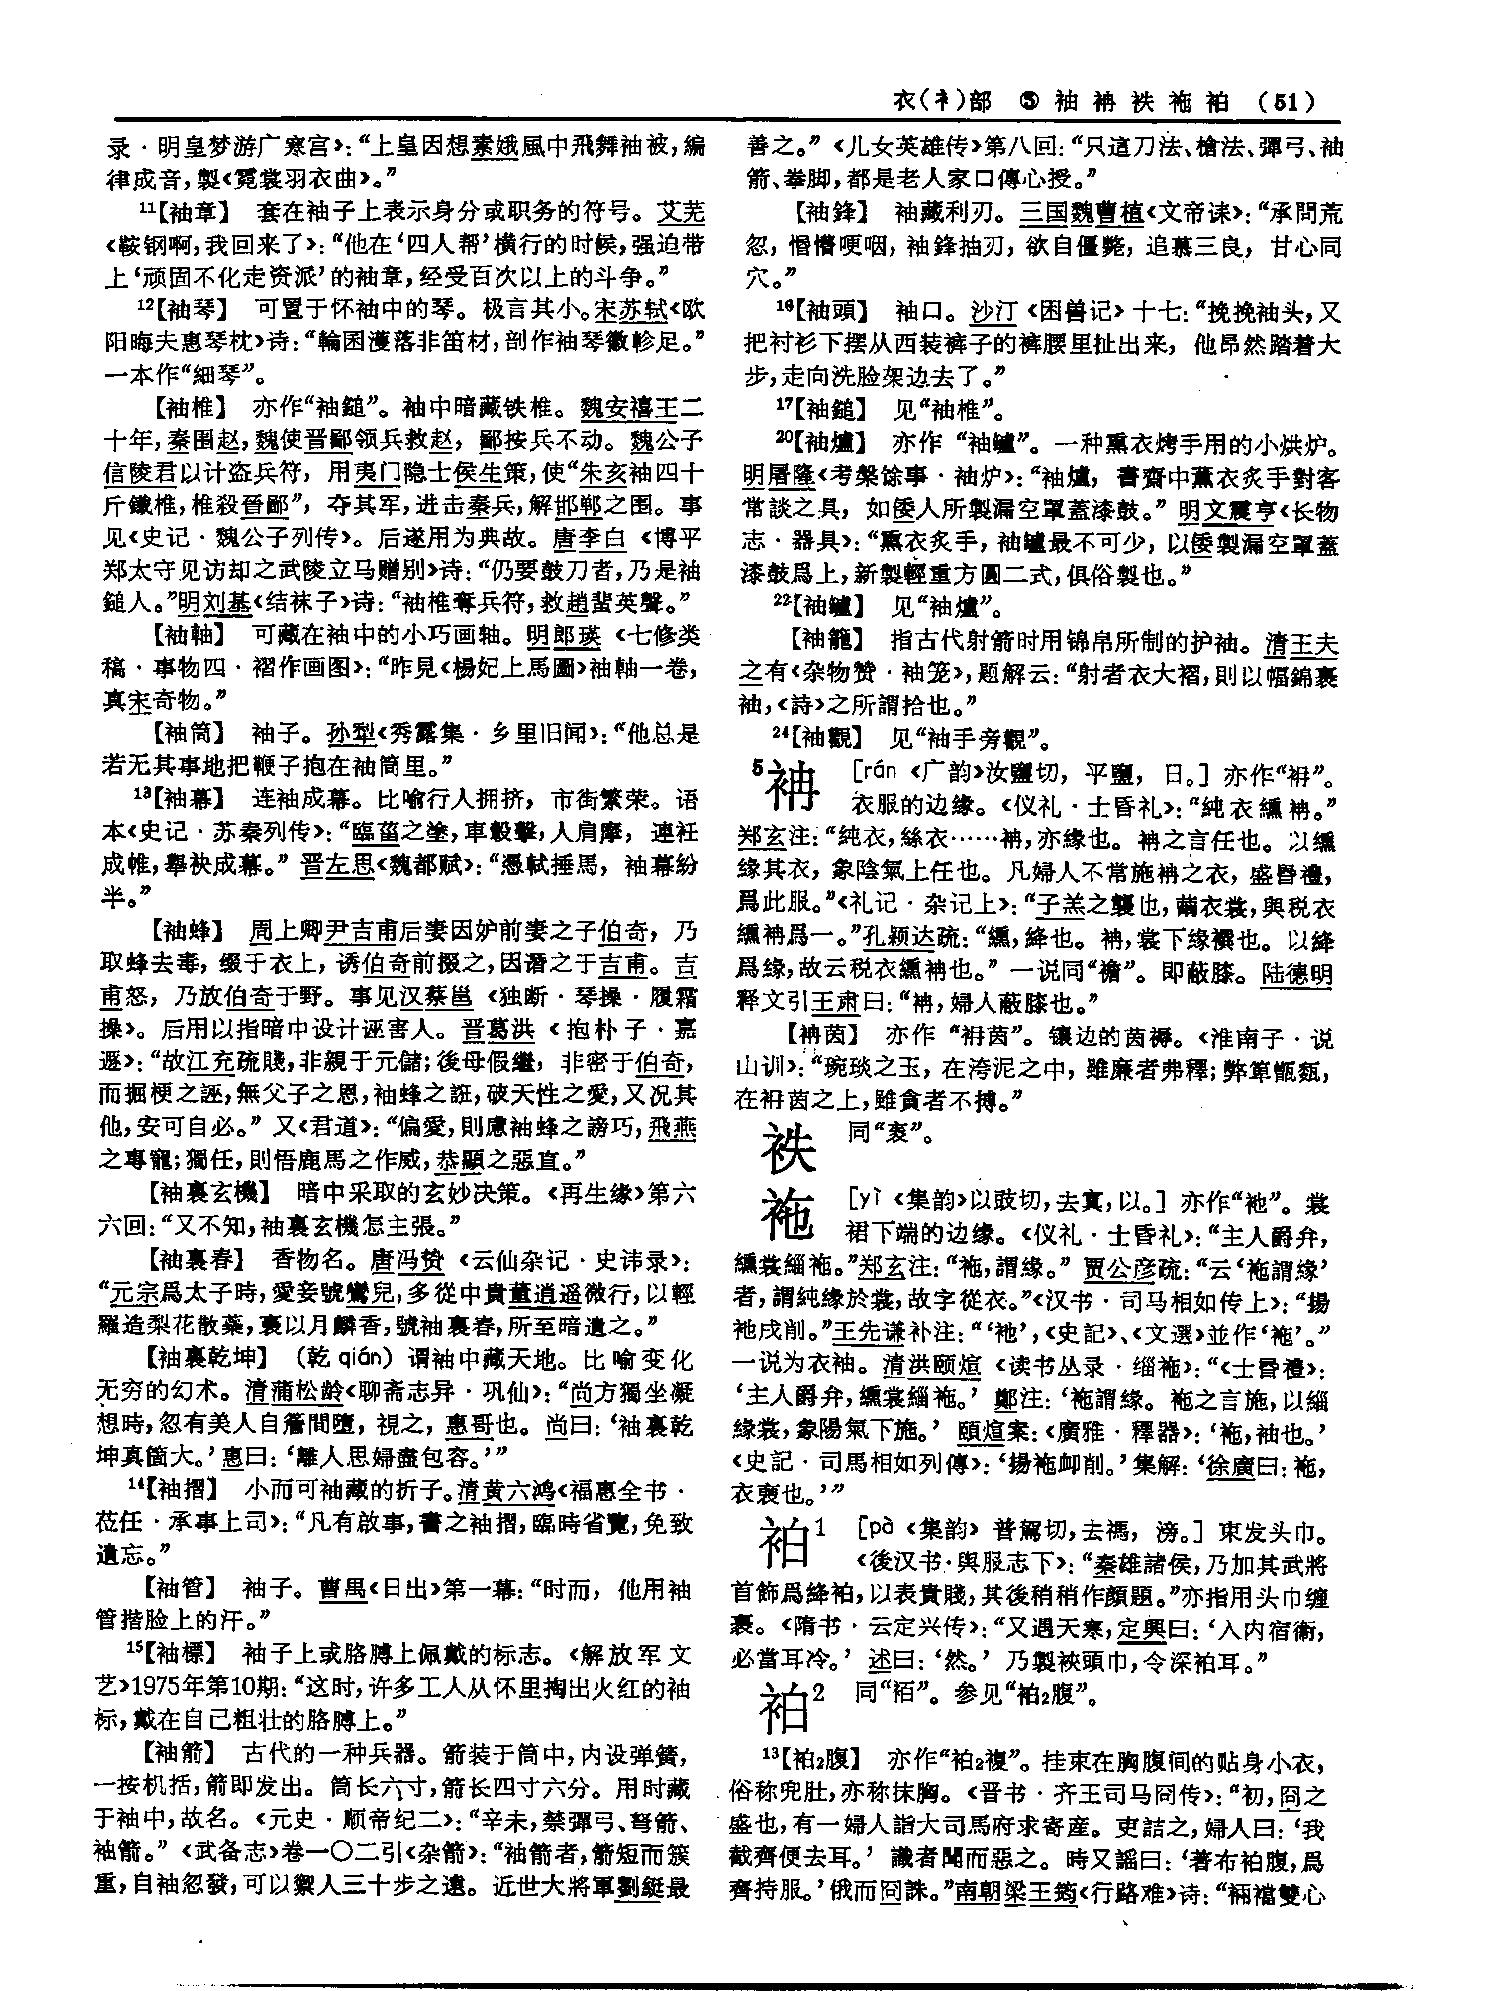 衣(衤)部 ⑤ 袖袡袟袘袙 (51)
录·明皇梦游广寒宫》：“上皇因想素娥風中飛舞袖被，編
律成音，製《霓裳羽衣曲》。”
11【袖章】 套在袖子上表示身分或职务的符号。艾芜
《鞍钢啊，我回来了》：“他在‘四人帮’横行的时候，强迫带
上‘顽固不化走资派’的袖章，经受百次以上的斗争。”
12【袖琴】 可置于怀袖中的琴。极言其小。宋苏轼《欧
阳晦夫惠琴枕》诗：“輪囷濩落非笛材，剖作袖琴徽軫足。”
一本作“細琴”。
【袖椎】 亦作“袖鎚”。袖中暗藏铁椎。魏安禧王二
十年，秦围赵，魏使晋鄙领兵救赵，鄙按兵不动。魏公子
信陵君以计盗兵符，用夷门隐士侯生策，使“朱亥袖四十
斤鐵椎，椎殺晉鄙”，夺其军，进击秦兵，解邯郸之围。事
见《史记·魏公子列传》。后遂用为典故。唐李白《博平
郑太守见访却之武陵立马赠别》诗：“仍要鼓刀者，乃是袖
鎚人。”明刘基《结袜子》诗：“袖椎奪兵符，救趙蜚英聲。”
【袖軸】 可藏在袖中的小巧画轴。明郎瑛《七修类
稿·事物四·褶作画图》：“昨見《楊妃上馬圖》袖軸一卷，
真宋奇物。”
【袖筒】 袖子。孙犁《秀露集·乡里旧闻》：“他总是
若无其事地把鞭子抱在袖筒里。”
13【袖幕】 连袖成幕。比喻行人拥挤，市街繁荣。语
本《史记·苏秦列传》：“臨菑之塗，車轂擊，人肩摩，連衽
成帷，舉袂成幕。”晋左思《魏都赋》：“憑軾捶馬，袖幕紛
半。”
【袖蜂】 周上卿尹吉甫后妻因妒前妻之子伯奇，乃
取蜂去毒，缀于衣上，诱伯奇前掇之，因谮之于吉甫。吉
甫怒，乃放伯奇于野。事见汉蔡邕《独断·琴操·履霜
操》。后用以指暗中设计诬害人。晋葛洪《抱朴子·嘉
遯》：“故江充疏賤，非親于元儲；後母假繼，非密于伯奇，
而掘梗之誣，無父子之恩，袖蜂之誑，破天性之愛，又况其
他，安可自必。”又《君道》：“偏愛，則慮袖蜂之謗巧，飛燕
之專寵；獨任，則悟鹿馬之作威，恭顯之惡直。”
【袖裏玄機】 暗中采取的玄妙决策。《再生缘》第六
六回：“又不知，袖裏玄機怎主張。”
【袖裏春】 香物名。唐冯贽《云仙杂记·史讳录》：
“元宗爲太子時，愛妾號鸞兒，多從中貴董逍遥微行，以輕
羅造梨花散蘂，裛以月麟香，號袖裏春，所至暗遺之。”
【袖裏乾坤】 （乾 qián）谓袖中藏天地。比喻变化
无穷的幻术。清蒲松龄《聊斋志异·巩仙》：“尚方獨坐凝
想時，忽有美人自簷間墮，視之，惠哥也。尚曰：‘袖裏乾
坤真箇大。’惠曰：‘離人思婦盡包容。’”
14【袖摺】 小而可袖藏的折子。清黄六鸿《福惠全书·
莅任·承事上司》：“凡有啟事，書之袖摺，臨時省覽，免致
遺忘。”
【袖管】 袖子。曹禺《日出》第一幕：“时而，他用袖
管揩脸上的汗。”
15【袖標】 袖子上或胳膊上佩戴的标志。《解放军文
艺》1975年第10期：“这时，许多工人从怀里掏出火红的袖
标，戴在自己粗壮的胳膊上。”
【袖箭】 古代的一种兵器。箭装于筒中，内设弹簧，
一按机括，箭即发出。筒长六寸，箭长四寸六分。用时藏
于袖中，故名。《元史·顺帝纪二》：“辛未，禁彈弓、弩箭、
袖箭。”《武备志》卷一〇二引《杂箭》：“袖箭者，箭短而簇
重，自袖忽發，可以禦人三十步之遠。近世大將軍劉綎最
善之。”《儿女英雄传》第八回：“只這刀法、槍法、彈弓、袖
箭、拳脚，都是老人家口傳心授。”
【袖鋒】 袖藏利刃。三国魏曹植《文帝诔》：“承問荒
忽，惛懵哽咽，袖鋒抽刃，欲自僵斃，追慕三良，甘心同
穴。”
16【袖頭】 袖口。沙汀《困兽记》十七：“挽挽袖头，又
把衬衫下摆从西装裤子的裤腰里扯出来，他昂然踏着大
步，走向洗脸架边去了。”
17【袖鎚】 见“袖椎”。
20【袖爐】 亦作“袖鑪”。一种熏衣烤手用的小烘炉。
明屠隆《考槃馀事·袖炉》：“袖爐，書齋中薰衣炙手對客
常談之具，如倭人所製漏空罩蓋漆鼓。”明文震亨《长物
志·器具》：“熏衣炙手，袖鑪最不可少，以倭製漏空罩蓋
漆鼓爲上，新製輕重方圓二式，俱俗製也。”
22【袖鑪】 见“袖爐”。
【袖籠】 指古代射箭时用锦帛所制的护袖。清王夫
之有《杂物赞·袖笼》，题解云：“射者衣大褶，則以幅錦裹
袖，《詩》之所謂拾也。”
24【袖觀】 见“袖手旁觀”。
5袡 [rán 《广韵》汝鹽切，平鹽，日。] 亦作“袇”。
衣服的边缘。《仪礼·士昏礼》：“純衣纁袡。”
郑玄注：“純衣，絲衣……袡，亦緣也。袡之言任也。以纁
緣其衣，象陰氣上任也。凡婦人不常施袡之衣，盛昏禮，
爲此服。”《礼记·杂记上》：“子羔之襲也，繭衣裳，與税衣
纁袡爲一。”孔颖达疏：“纁，絳也。袡，裳下緣襈也。以絳
爲緣，故云税衣纁袡也。”一说同“襜”。即蔽膝。陆德明
释文引王肃曰：“袡，婦人蔽膝也。”
【袡茵】 亦作“袇茵”。镶边的茵褥。《淮南子·说
山训》：“琬琰之玉，在洿泥之中，雖廉者弗釋；弊箄甑瓾，
在袇茵之上，雖貪者不搏。”
袟 同“袠”。
袘 [yì 《集韵》以豉切，去寘，以。] 亦作“衪”。裳
裙下端的边缘。《仪礼·士昏礼》：“主人爵弁，
纁裳緇袘。”郑玄注：“袘，謂緣。”贾公彦疏：“云‘袘謂緣’
者，謂純緣於裳，故字從衣。”《汉书·司马相如传上》：“揚
衪戌削。”王先谦补注：“‘衪’，《史記》、《文選》並作‘袘’。”
一说为衣袖。清洪颐煊《读书丛录·缁袘》：“《士昏禮》：
‘主人爵弁，纁裳緇袘。’鄭注：‘袘謂緣。袘之言施，以緇
緣裳，象陽氣下施。’頤煊案：《廣雅·釋器》：‘袘，袖也。’
《史記·司馬相如列傳》：‘揚袘卹削。’集解：‘徐廣曰：袘，
衣袖也。’”
袙1 [pà 《集韵》普駕切，去禡，滂。] 束发头巾。
《後汉书·舆服志下》：“秦雄諸侯，乃加其武將
首飾爲絳袙，以表貴賤，其後稍稍作顏題。”亦指用头巾缠
裹。《隋书·云定兴传》：“又遇天寒，定興曰：‘入内宿衛，
必當耳冷。’述曰：‘然。’乃製裌頭巾，令深袙耳。”
袙2 同“袹”。参见“袙2腹”。
13【袙2腹】 亦作“袙2複”。挂束在胸腹间的贴身小衣，
俗称兜肚，亦称抹胸。《晋书·齐王司马冏传》：“初，冏之
盛也，有一婦人詣大司馬府求寄産。吏詰之，婦人曰：‘我
截齊便去耳。’識者聞而惡之。時又謡曰：‘著布袙腹，爲
齊持服。’俄而冏誅。”南朝梁王筠《行路难》诗：“裲襠雙心